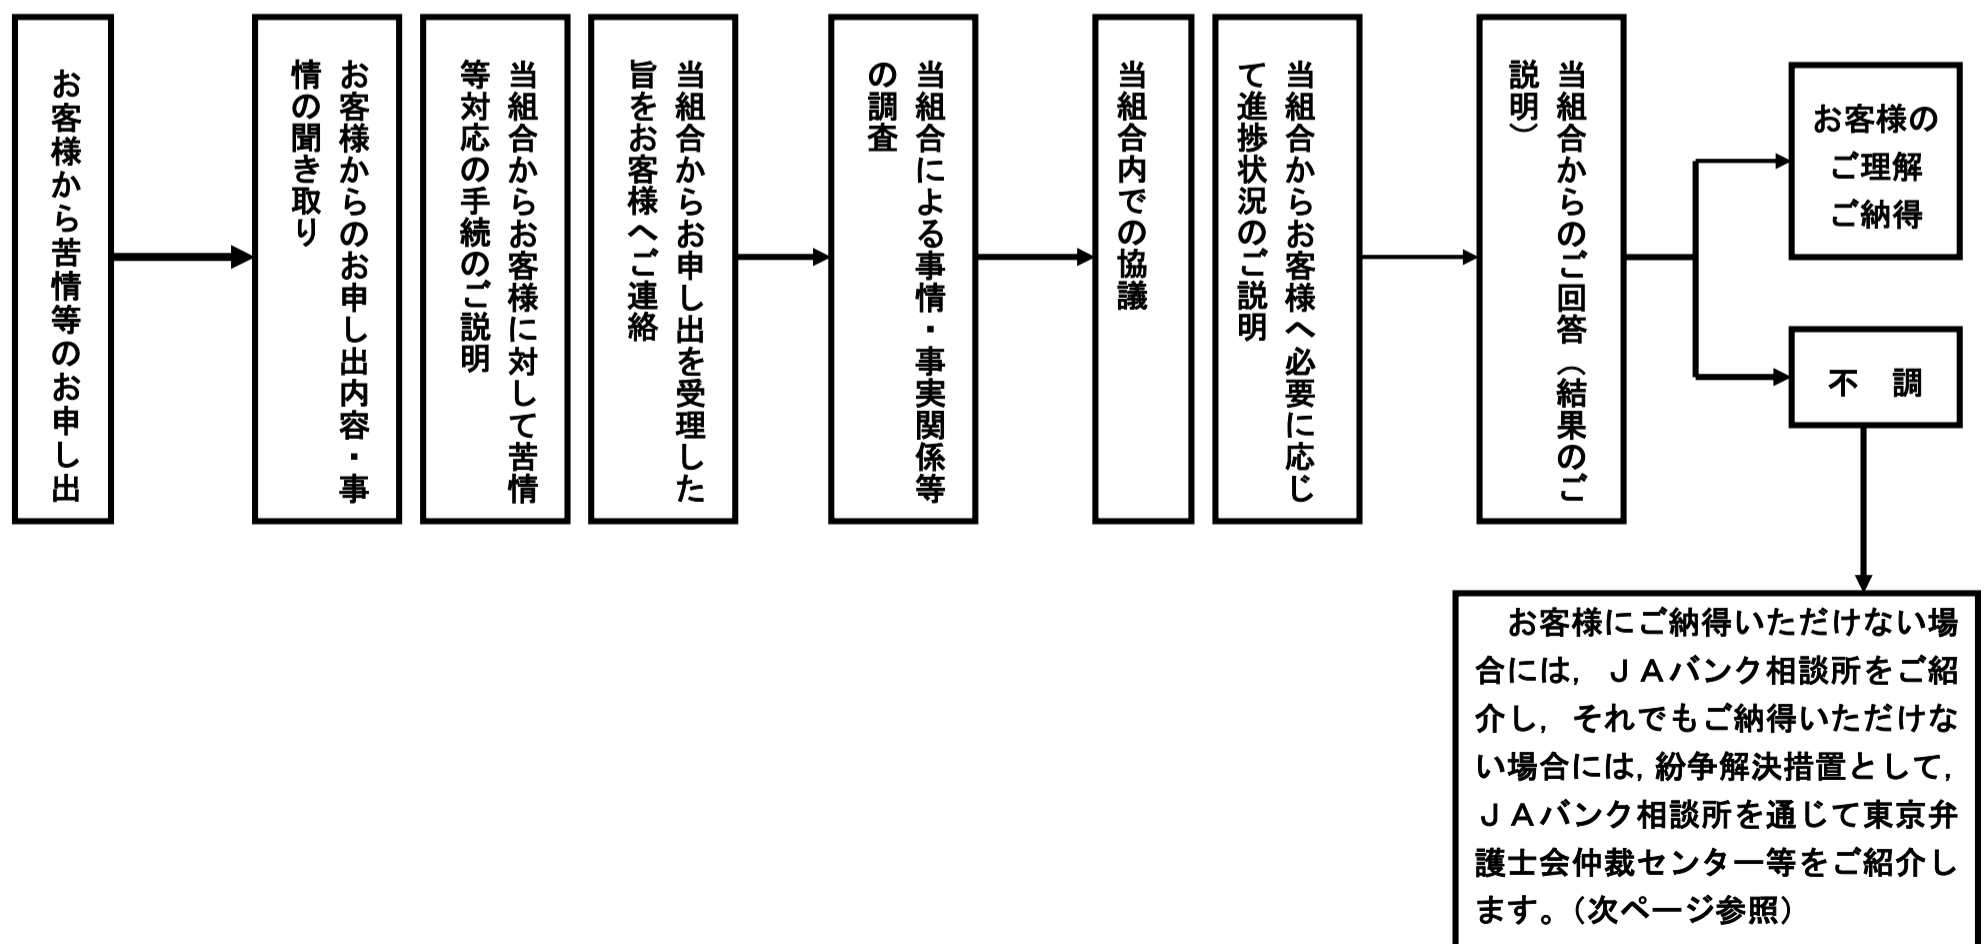 お客様から苦情等のお申し出
お客様からのお申し出内容・事
情の聞き取り
当組合からお客様に対して苦情
等対応の手続のご説明
当組合からお申し出を受理した
旨をお客様へご連絡
当組合による事情・事実関係等
の調査
当組合内での協議
当組合からお客様へ必要に応じ
て進捗状況のご説明
当組合からのご回答（結果のご
説明）
お客様の
ご理解
ご納得
不　調
　お客様にご納得いただけない場
合には，ＪＡバンク相談所をご紹
介し，それでもご納得いただけな
い場合には，紛争解決措置として，
ＪＡバンク相談所を通じて東京弁
護士会仲裁センター等をご紹介し
ます。（次ページ参照）